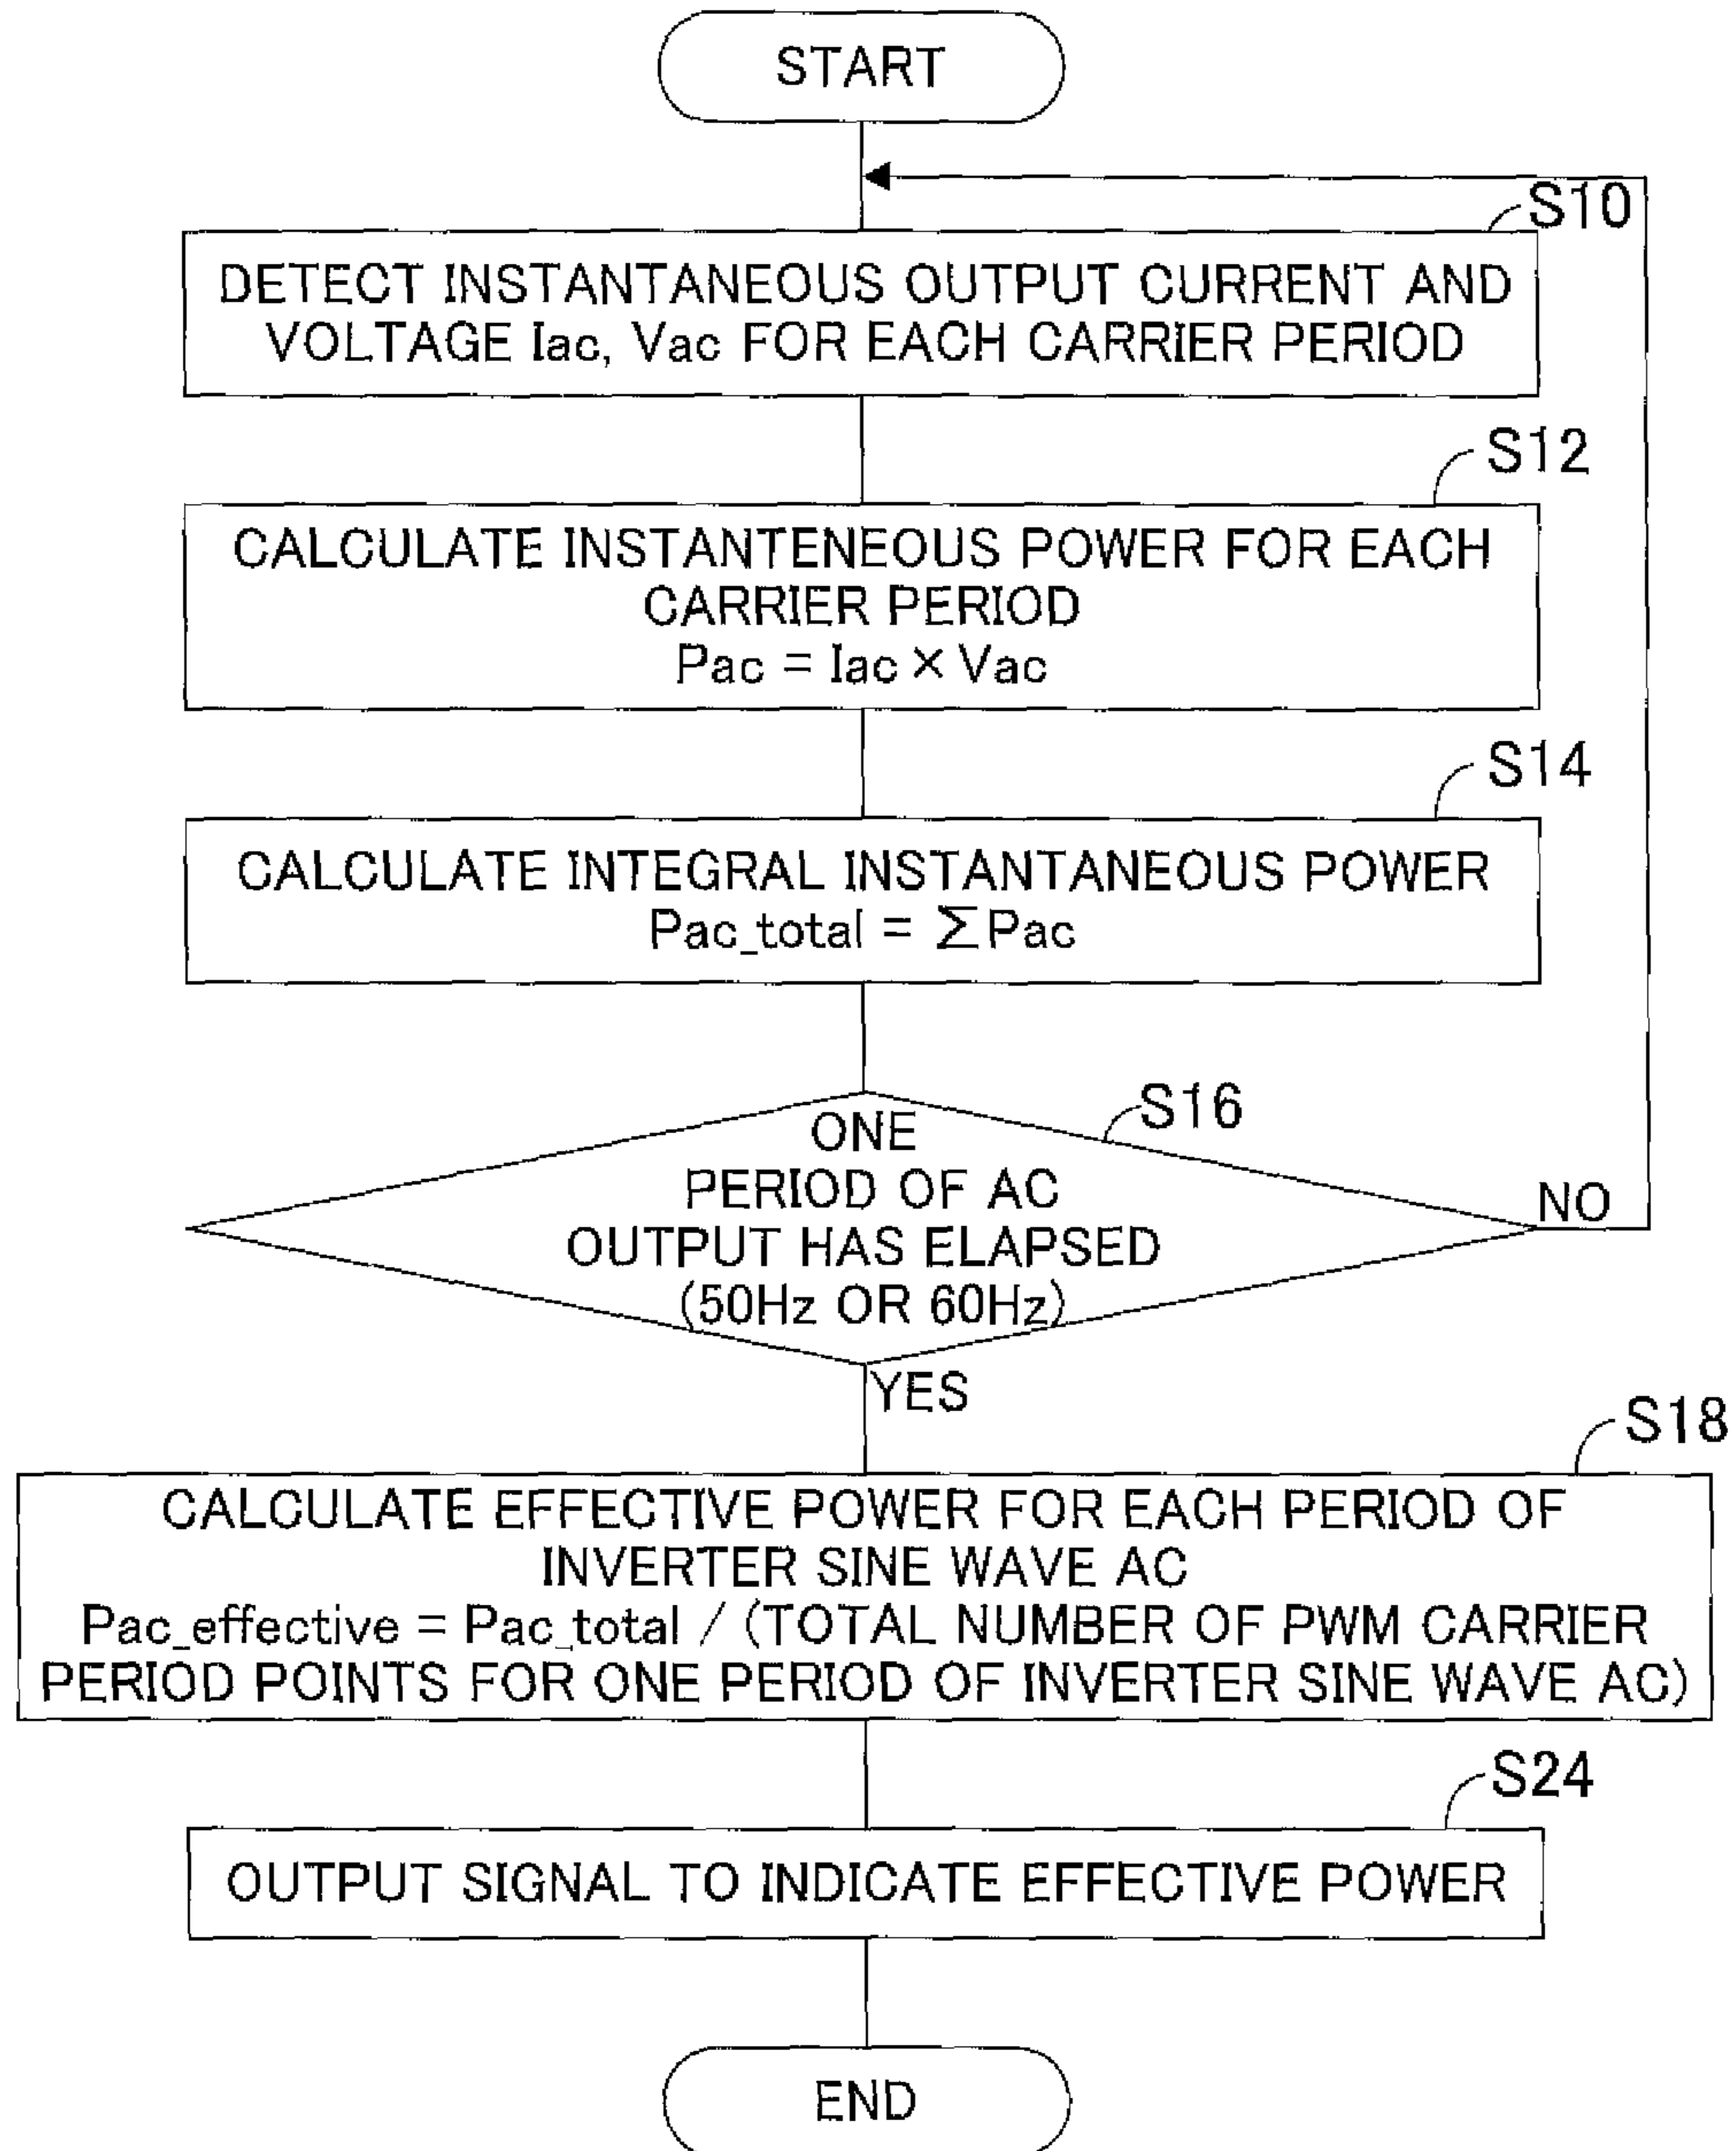 START
S10
DETECT INSTANTANEOUS OUTPUT CURRENT AND
VOLTAGE Iac, Vac FOR EACH CARRIER PERIOD
S12
CALCULATE INSTANTENEOUS POWER FOR EACH
CARRIER PERIOD
Pac = Iac × Vac
S14
CALCULATE INTEGRAL INSTANTANEOUS POWER
Pac_total = ΣPac
S16
ONE
PERIOD OF AC
OUTPUT HAS ELAPSED
(50Hz OR 60Hz)
NO
YES
S18
CALCULATE EFFECTIVE POWER FOR EACH PERIOD OF
INVERTER SINE WAVE AC
Pac_effective = Pac_total / (TOTAL NUMBER OF PWM CARRIER
PERIOD POINTS FOR ONE PERIOD OF INVERTER SINE WAVE AC)
S24
OUTPUT SIGNAL TO INDICATE EFFECTIVE POWER
END